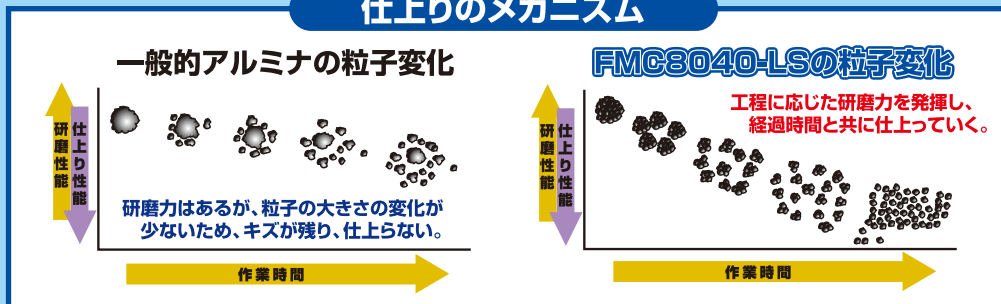 仕上りのメカニズム
一般的アルミナの粒子変化
研磨性能
仕上り性能
研磨力はあるが、粒子の大きさの変化が
少ないため、キズが残り、仕上らない。
作業時間
FMC8040-LSの粒子変化
工程に応じた研磨力を発揮し、
経過時間と共に仕上っていく。
研磨性能
仕上り性能
作業時間